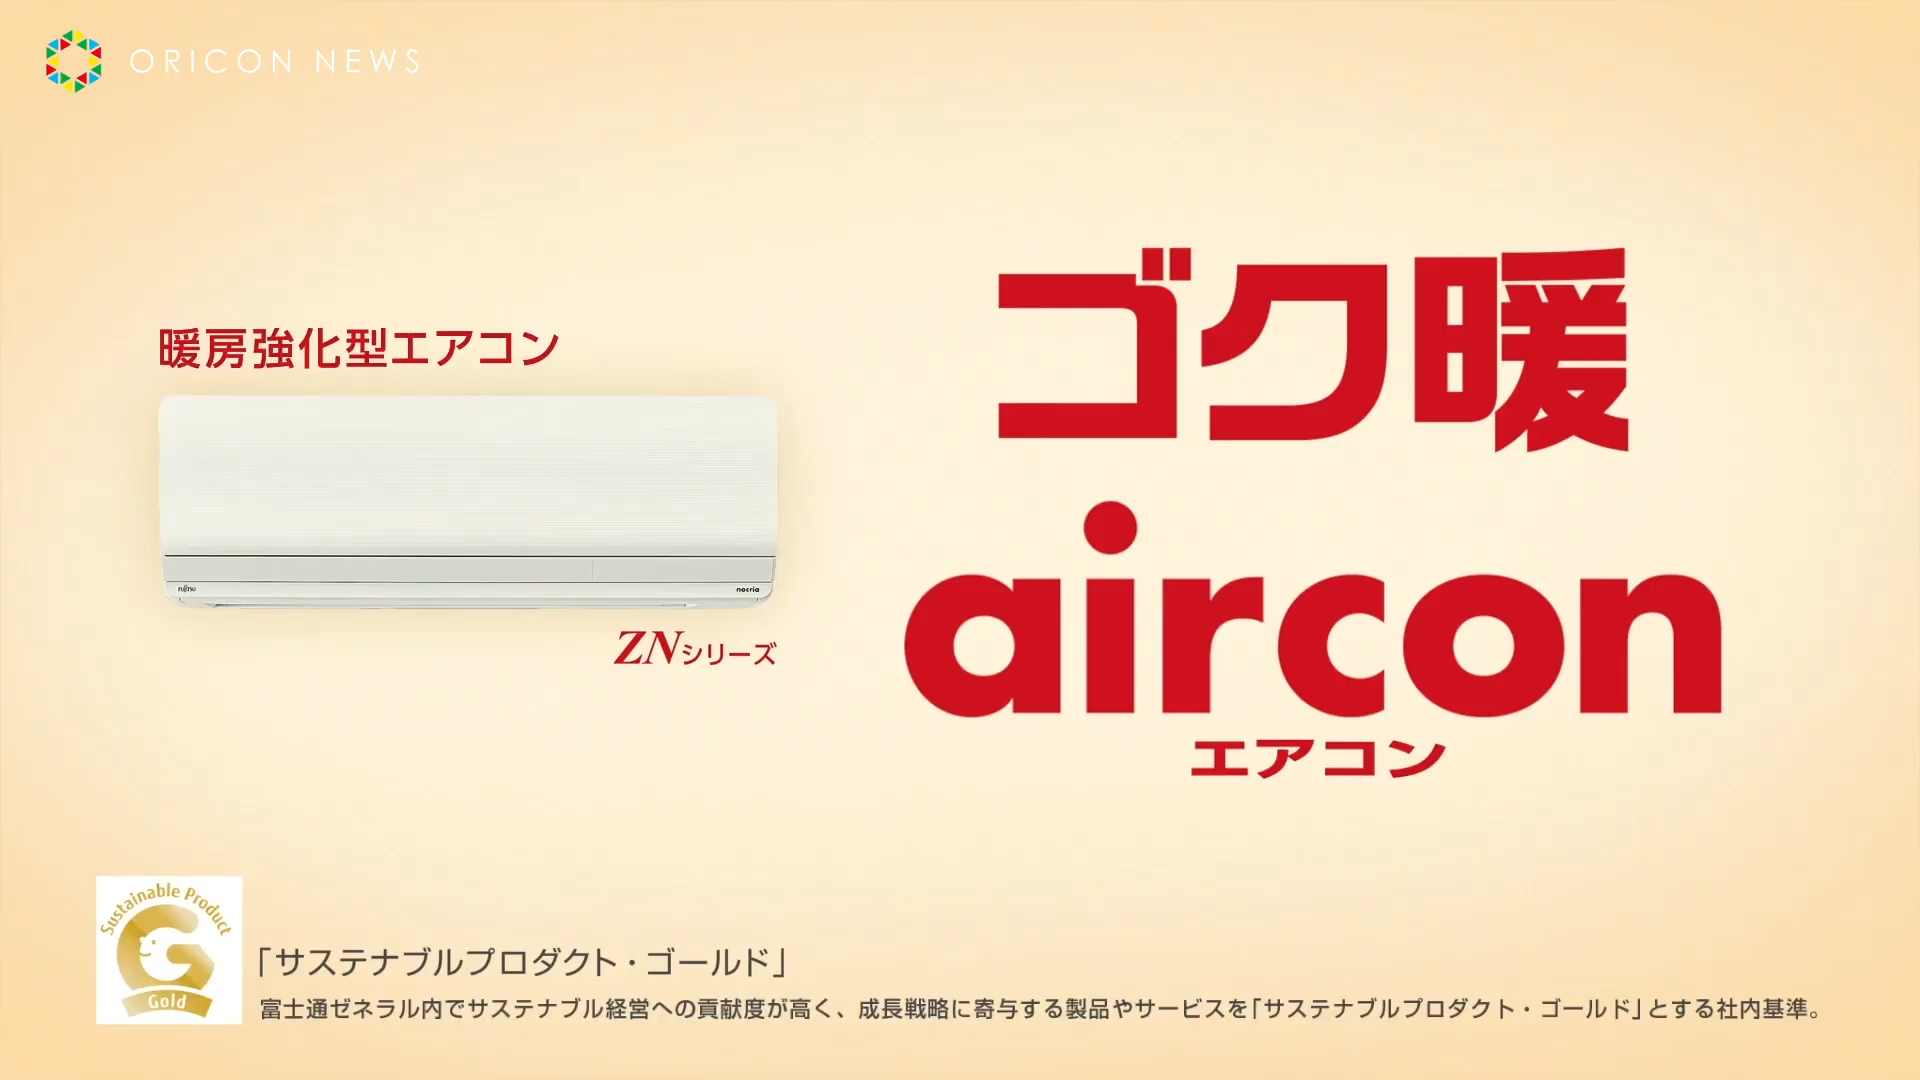 ORICON NEWS
暖房強化型エアコン
FUJITSU
nocria
ZNシリーズ
ゴク暖
aircon
エアコン
Sustainable Product
Gold
「サステナブルプロダクト・ゴールド」
富士通ゼネラル内でサステナブル経営への貢献度が高く、成長戦略に寄与する製品やサービスを「サステナブルプロダクト・ゴールド」とする社内基準。